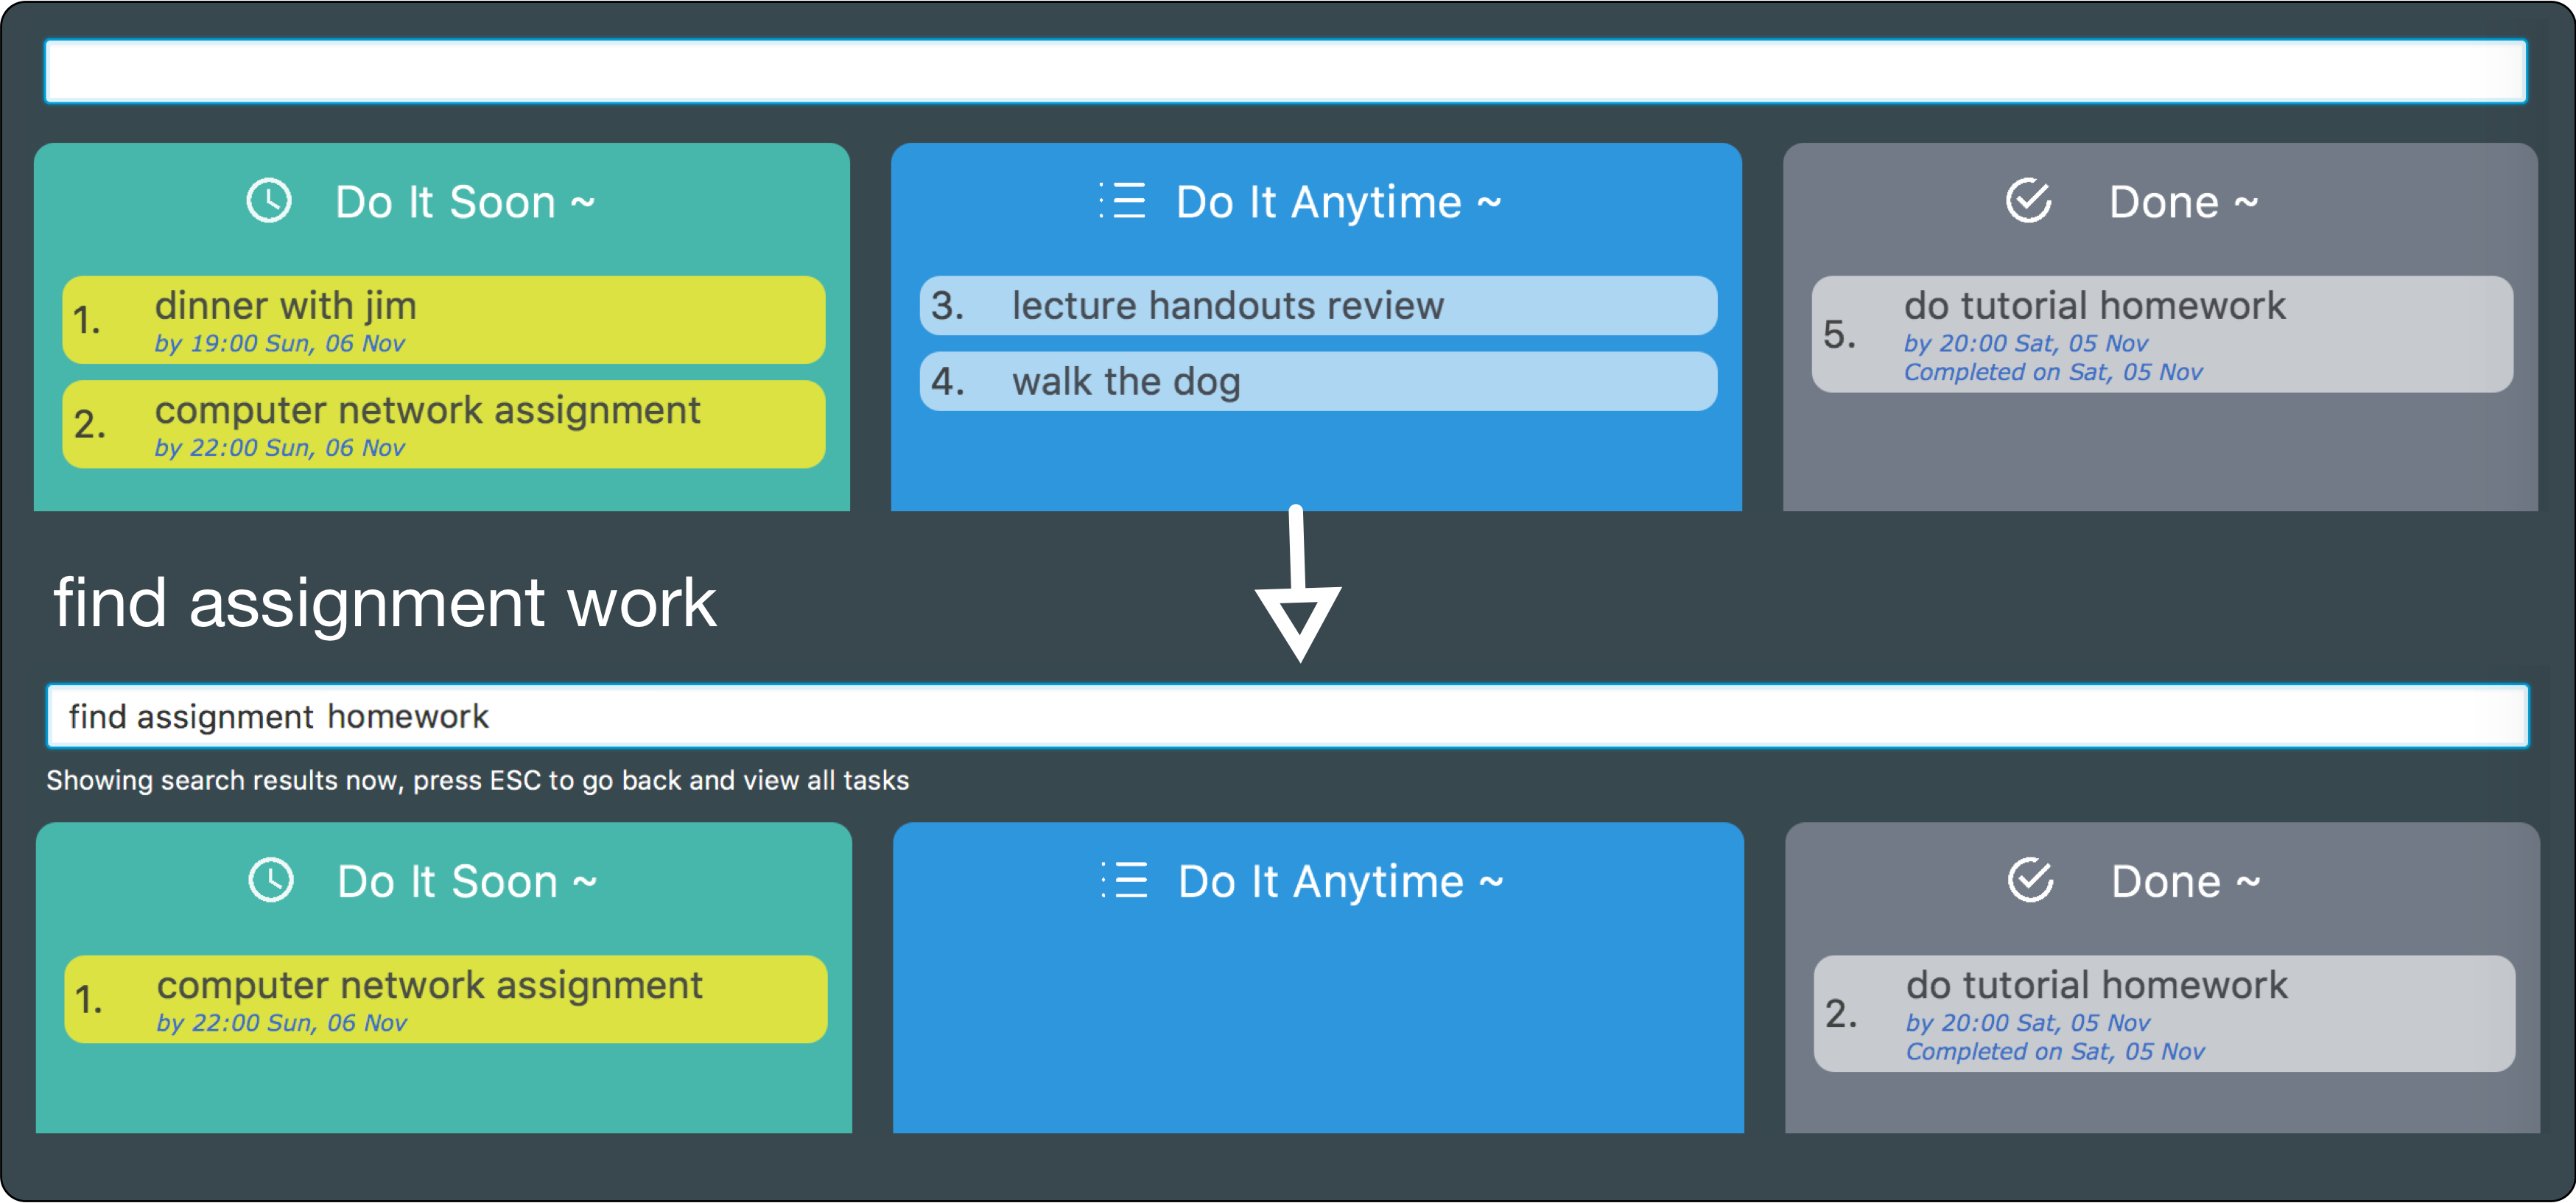 Do It Soon ~
1. dinner with jim
by 19:00 Sun, 06 Nov
2. computer network assignment
by 22:00 Sun, 06 Nov
Do It Anytime ~
3. lecture handouts review
4. walk the dog
Done ~
5. do tutorial homework
by 20:00 Sat, 05 Nov
Completed on Sat, 05 Nov
find assignment work
find assignment homework
Showing search results now, press ESC to go back and view all tasks
Do It Soon ~
1. computer network assignment
by 22:00 Sun, 06 Nov
Do It Anytime ~
Done ~
2. do tutorial homework
by 20:00 Sat, 05 Nov
Completed on Sat, 05 Nov